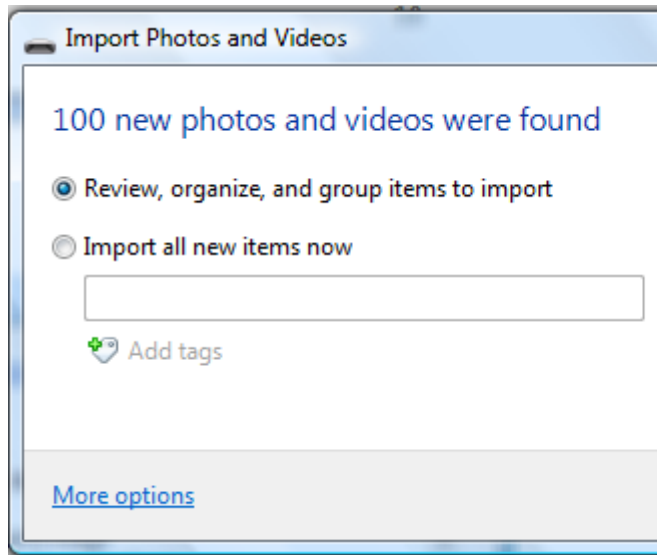 Import Photos and Videos
100 new photos and videos were found
Review, organize, and group items to import
Import all new items now
Add tags
More options